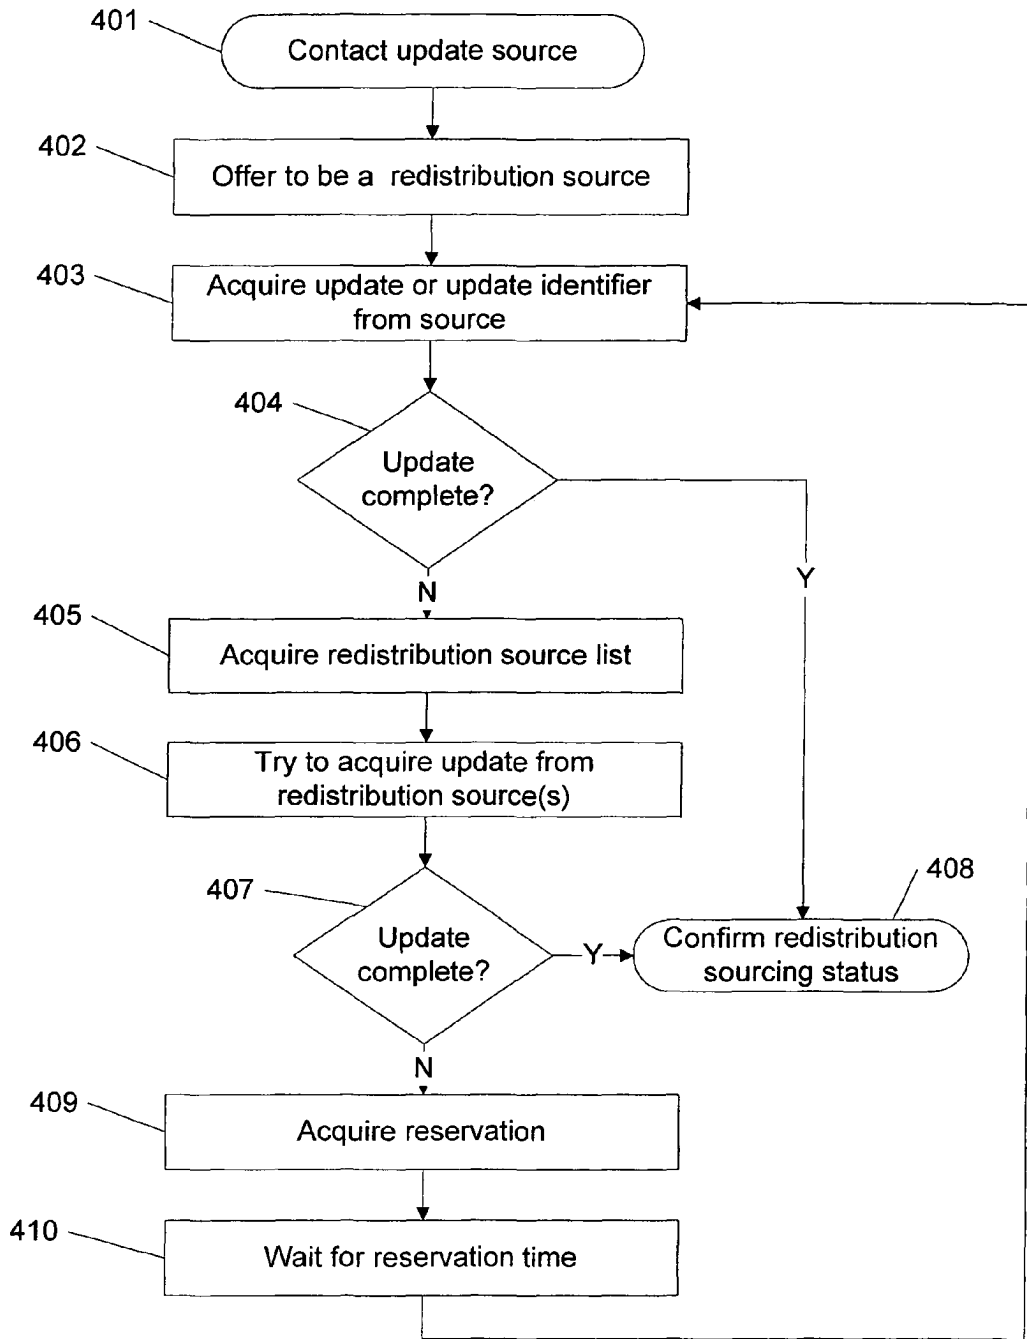 401
Contact update source
402
Offer to be a redistribution source
403
Acquire update or update identifier
from source
404
Update
complete?
Y
N
405
Acquire redistribution source list
406
Try to acquire update from
redistribution source(s)
407
Update
complete?
Y
408
Confirm redistribution
sourcing status
N
409
Acquire reservation
410
Wait for reservation time